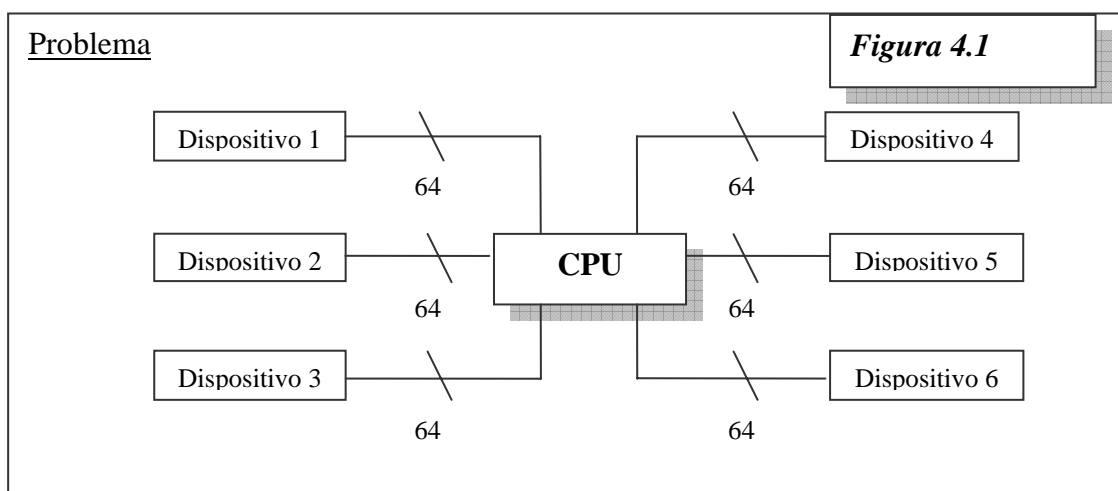 Problema
Figura 4.1
Dispositivo 1
Dispositivo 4
64
64
Dispositivo 2
CPU
Dispositivo 5
64
64
Dispositivo 3
Dispositivo 6
64
64